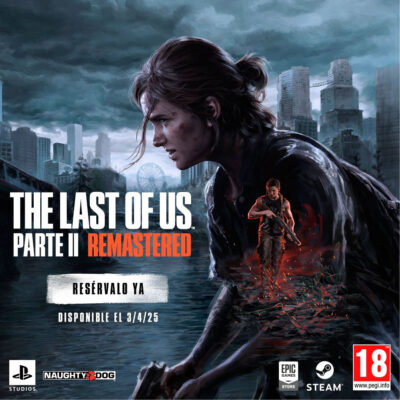 THE LAST OF US
PARTE II REMASTERED
RESÉRVALO YA
DISPONIBLE EL 3/4/25
PlayStation
STUDIOS
NAUGHTY DOG
EPIC
GAMES
STORE
STEAM
18
www.pegi.info